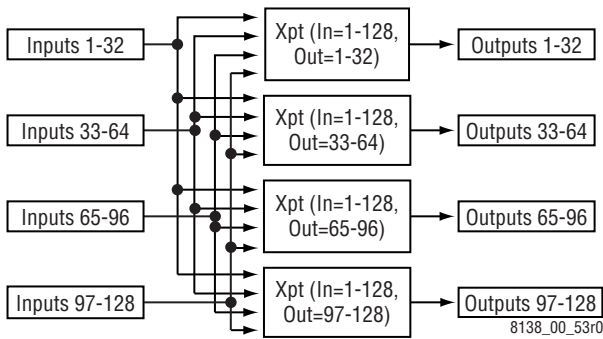 Inputs 1-32
Xpt (In=1-128,
Out=1-32)
Outputs 1-32
Inputs 33-64
Xpt (In=1-128,
Out=33-64)
Outputs 33-64
Inputs 65-96
Xpt (In=1-128,
Out=65-96)
Outputs 65-96
Inputs 97-128
Xpt (In=1-128,
Out=97-128)
Outputs 97-128
8138_00_53r0